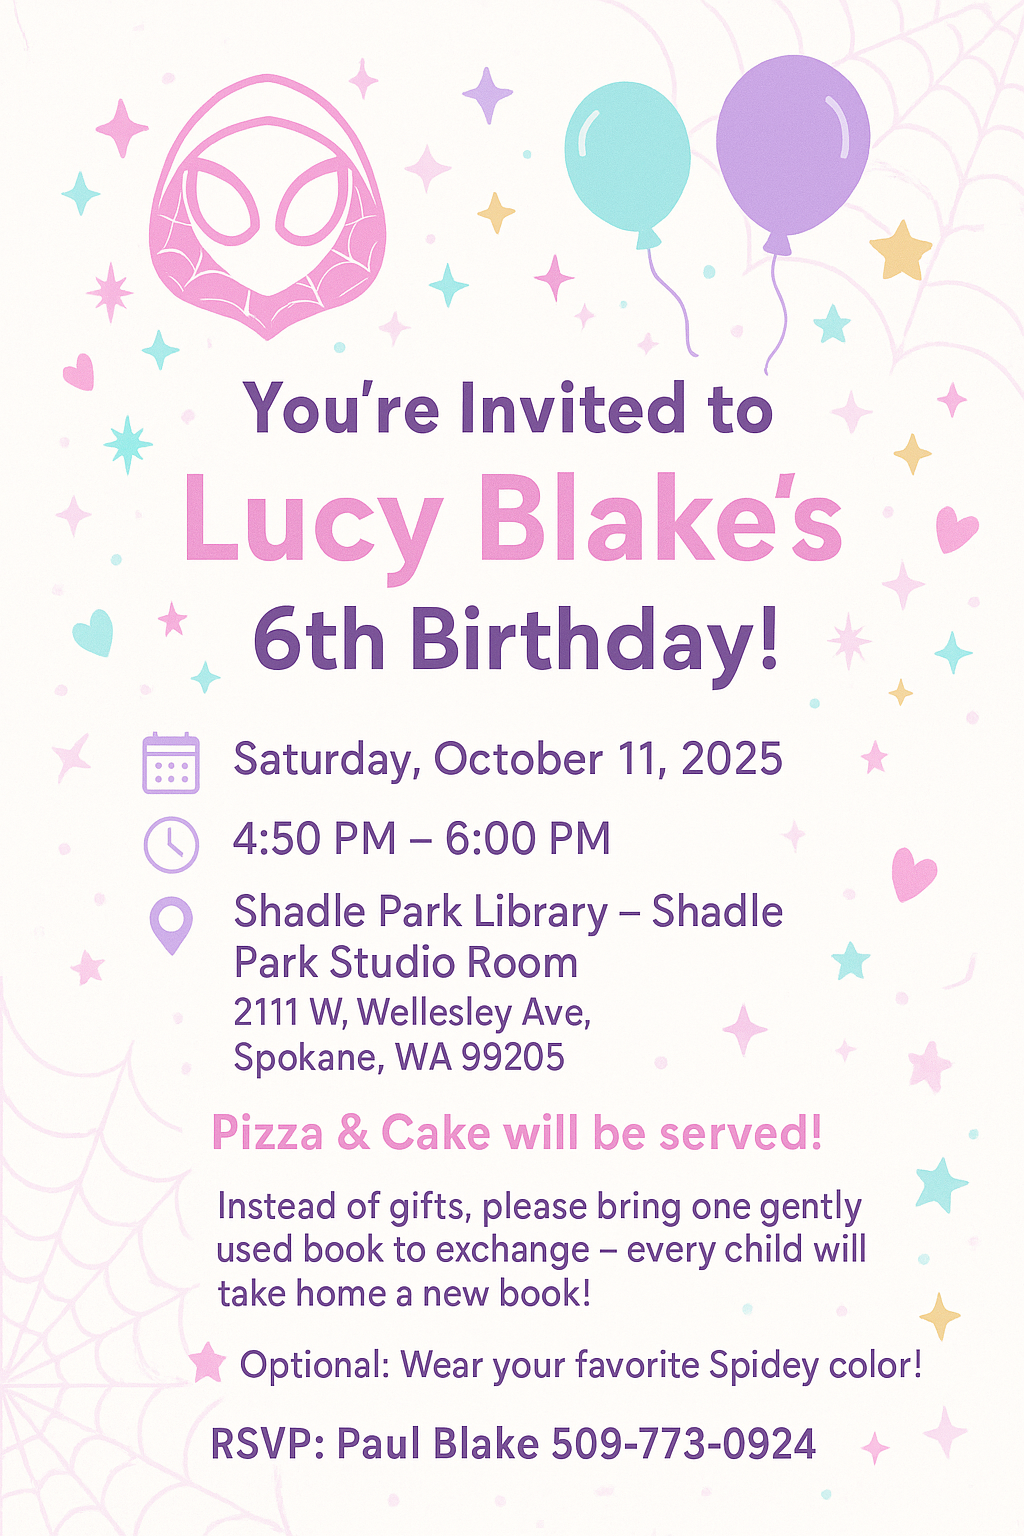 You're Invited to
Lucy Blake's
6th Birthday!
Saturday, October 11, 2025
4:50 PM – 6:00 PM
Shadle Park Library – Shadle
Park Studio Room
2111 W, Wellesley Ave,
Spokane, WA 99205
Pizza & Cake will be served!
Instead of gifts, please bring one gently
used book to exchange – every child will
take home a new book!
Optional: Wear your favorite Spidey color!
RSVP: Paul Blake 509-773-0924